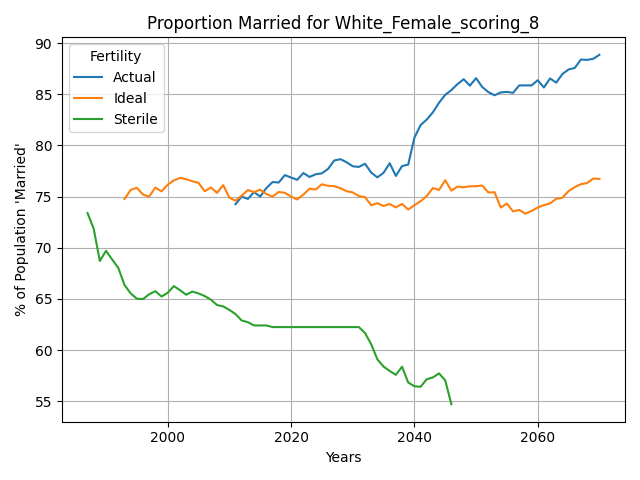 Proportion Married for White_Female_scoring_8
Fertility
Actual
Ideal
Sterile
% of Population 'Married'
90
85
80
75
70
65
60
55
2000 2020 2040 2060
Years